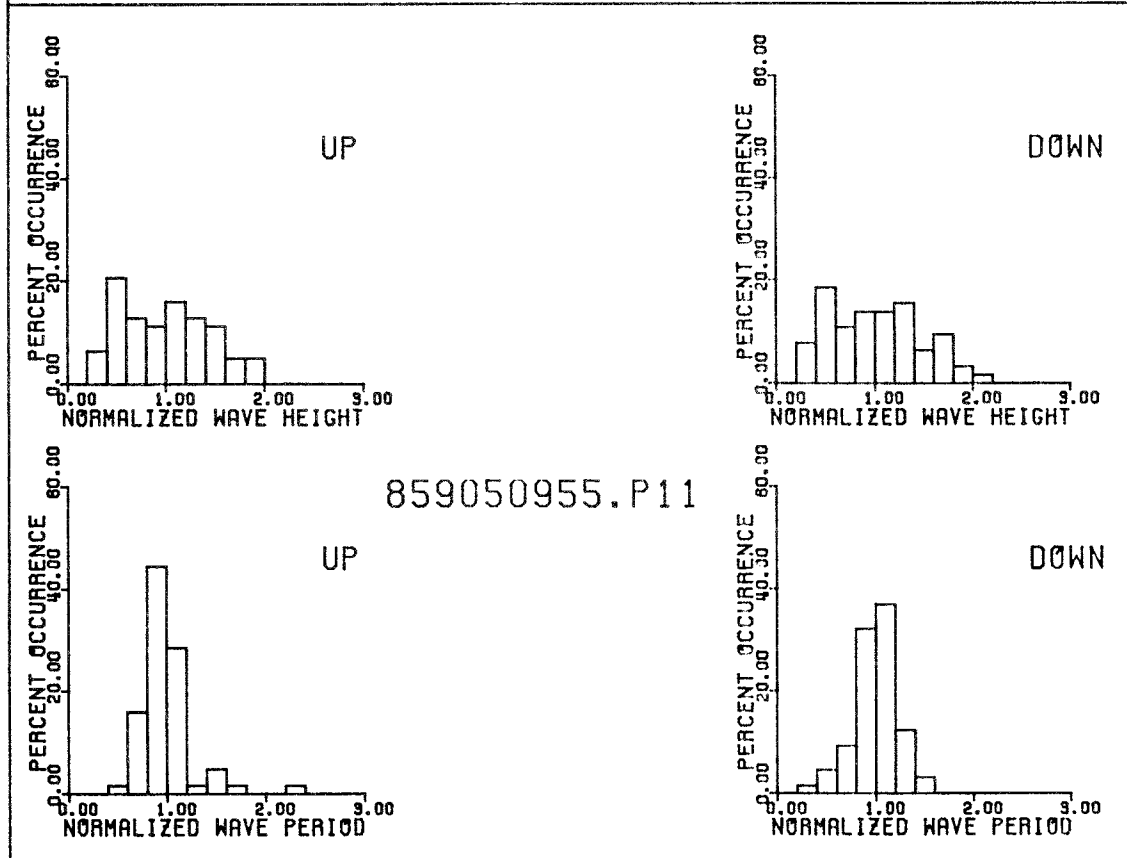 60.00
40.00
20.00
0.00
PERCENT OCCURRENCE
UP
0.00 1.00 2.00 3.00
NORMALIZED WAVE HEIGHT
60.00
40.00
20.00
0.00
PERCENT OCCURRENCE
DOWN
0.00 1.00 2.00 3.00
NORMALIZED WAVE HEIGHT
859050955.P11
60.00
40.00
20.00
0.00
PERCENT OCCURRENCE
UP
0.00 1.00 2.00 3.00
NORMALIZED WAVE PERIOD
60.00
40.00
20.00
0.00
PERCENT OCCURRENCE
DOWN
0.00 1.00 2.00 3.00
NORMALIZED WAVE PERIOD